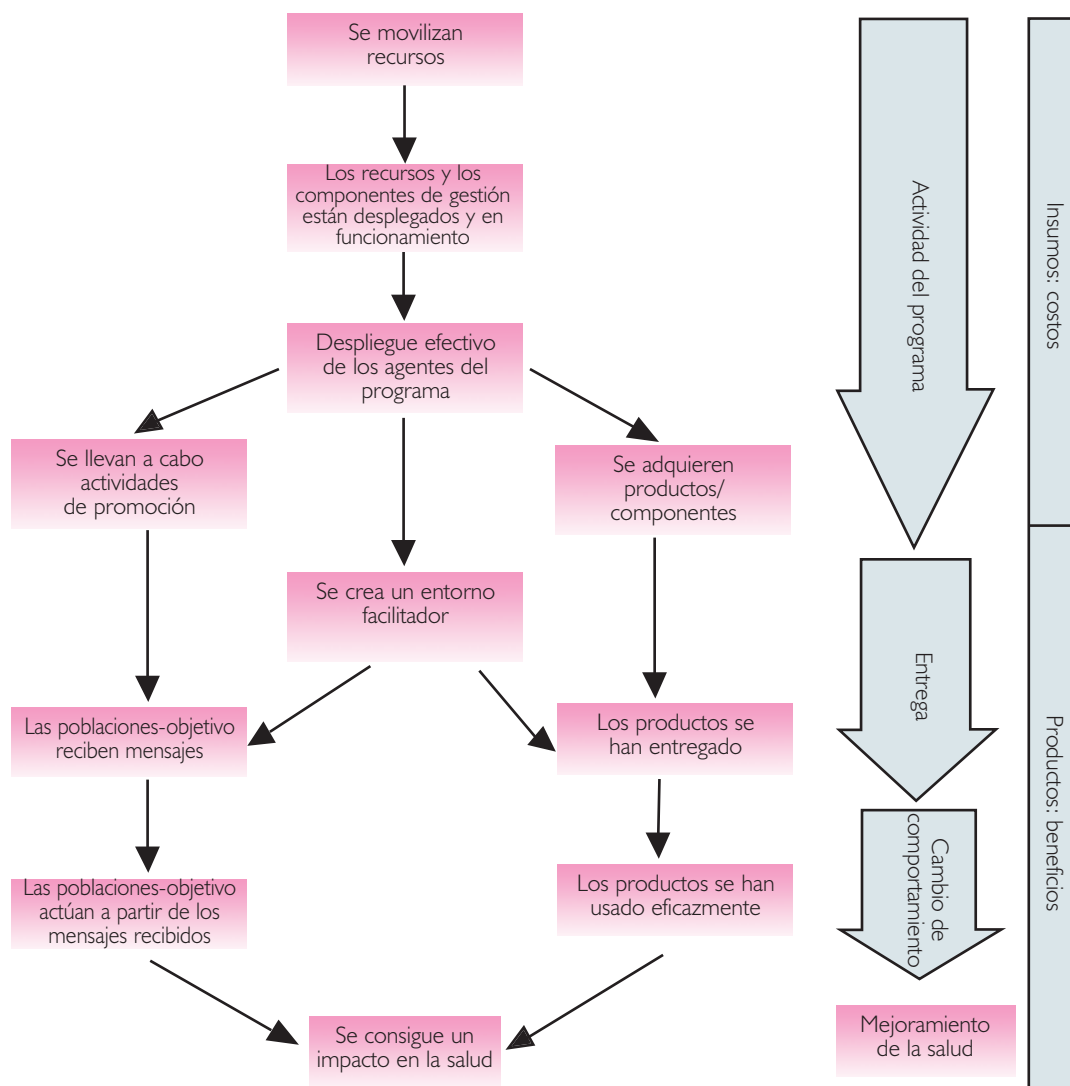 Se movilizan
recursos
Los recursos y los
componentes de gestión
están desplegados y en
funcionamiento
Despliegue efectivo
de los agentes del
programa
Se llevan a cabo
actividades
de promoción
Se adquieren
productos/
componentes
Se crea un entorno
facilitador
Las poblaciones-objetivo
reciben mensajes
Los productos se
han entregado
Las poblaciones-objetivo
actúan a partir de los
mensajes recibidos
Los productos se han
usado eficazmente
Se consigue un
impacto en la salud
Actividad del programa
Entrega
Cambio de
comportamiento
Mejoramiento
de la salud
Insumos: costos
Productos: beneficios